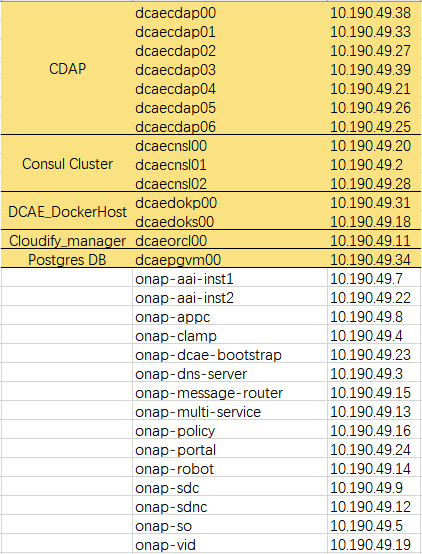 dcaecdap00 10.190.49.38
dcaecdap01 10.190.49.33
dcaecdap02 10.190.49.27
CDAP dcaecdap03 10.190.49.39
dcaecdap04 10.190.49.21
dcaecdap05 10.190.49.26
dcaecdap06 10.190.49.25
dcaecnsl00 10.190.49.20
Consul Cluster dcaecnsl01 10.190.49.2
dcaecnsl02 10.190.49.28
DCAE_DockerHost dcaedokp00 10.190.49.31
dcaedoks00 10.190.49.18
Cloudify_manager dcaeorcl00 10.190.49.11
Postgres DB dcaepgvm00 10.190.49.34
onap-aai-inst1 10.190.49.7
onap-aai-inst2 10.190.49.22
onap-appc 10.190.49.8
onap-clamp 10.190.49.4
onap-dcae-bootstrap 10.190.49.23
onap-dns-server 10.190.49.3
onap-message-router 10.190.49.15
onap-multi-service 10.190.49.13
onap-policy 10.190.49.16
onap-portal 10.190.49.24
onap-robot 10.190.49.14
onap-sdc 10.190.49.9
onap-sdnc 10.190.49.12
onap-so 10.190.49.5
onap-vid 10.190.49.19